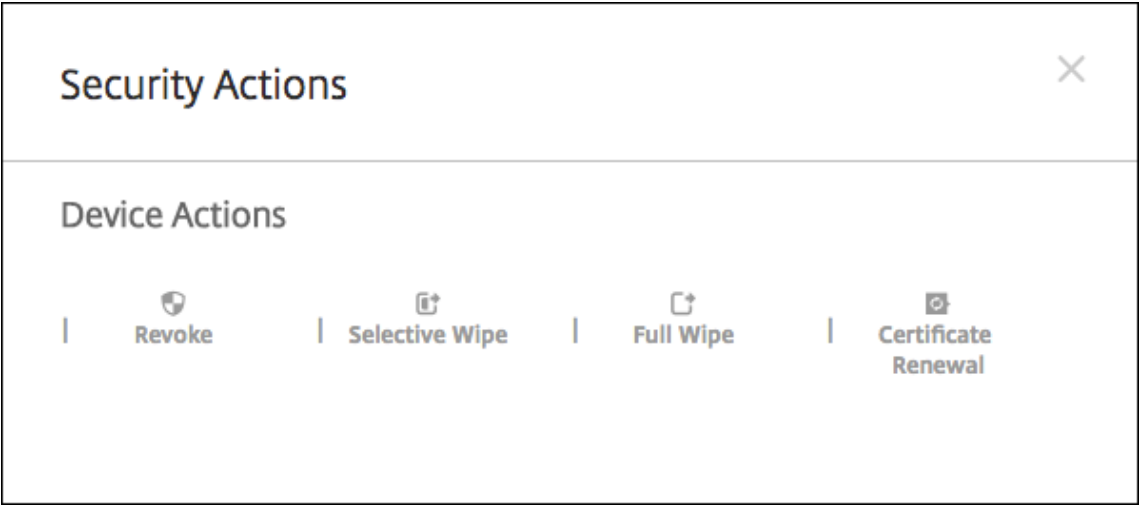 Security Actions
Device Actions
Revoke
Selective Wipe
Full Wipe
Certificate
Renewal